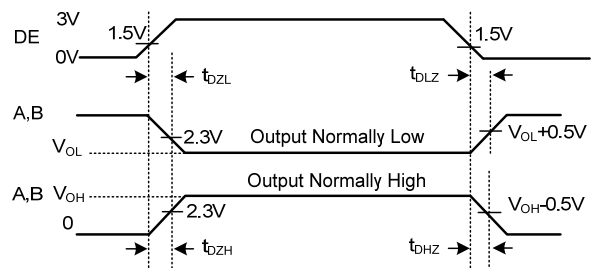 3V
DE
1.5V
1.5V
0V
tDZL
tDLZ
A,B
2.3V
Output Normally Low
VOL+0.5V
VOL
Output Normally High
A,B
VOH
2.3V
VOH-0.5V
0
tDZH
tDHZ